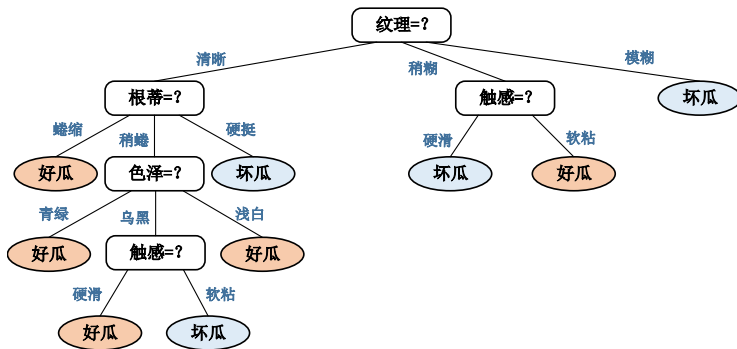 纹理=?
清晰
稍糊
模糊
根蒂=?
触感=?
坏瓜
蜷缩
稍蜷
硬挺
硬滑
软粘
好瓜
色泽=?
坏瓜
坏瓜
好瓜
青绿
乌黑
浅白
好瓜
触感=?
好瓜
硬滑
软粘
好瓜
坏瓜